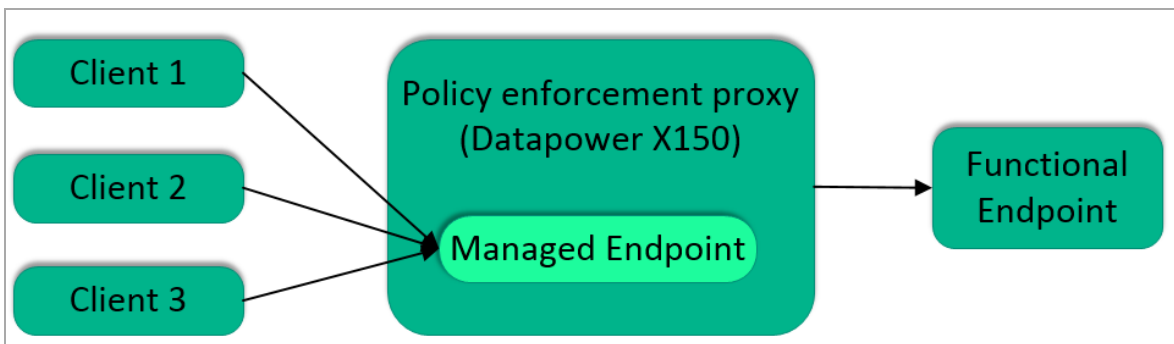 Client 1
Client 2
Client 3
Policy enforcement proxy
(Datapower X150)
Managed Endpoint
Functional
Endpoint